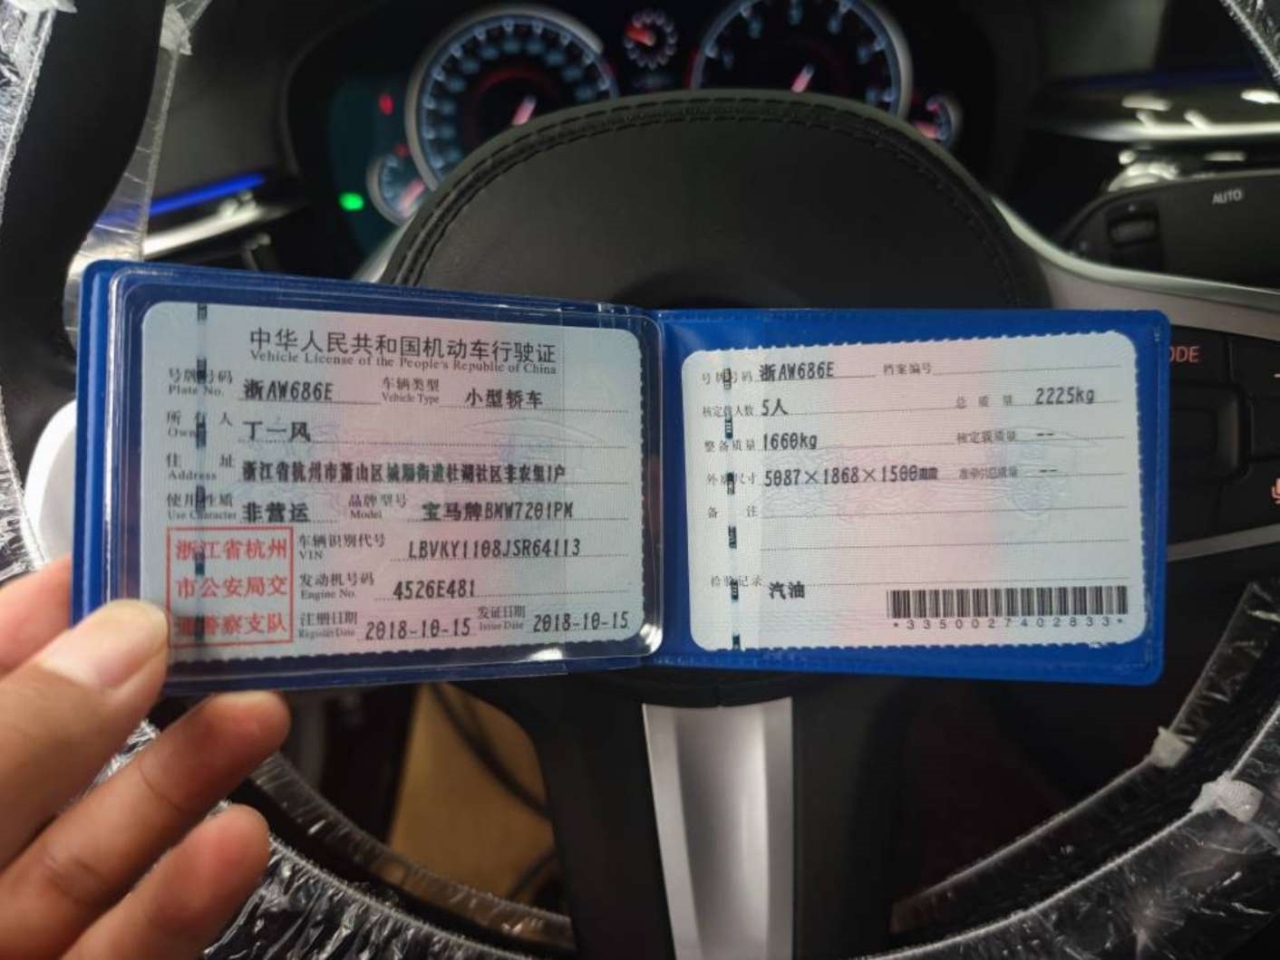 AUTO
ODE
中华人民共和国机动车行驶证
Vehicle License of the People's Republic of China
号牌号码 浙AW686E 车辆类型 小型轿车
Plate No. Vehicle Type
所有人 丁一风
Owner
住址 浙江省杭州市萧山区城厢街道杜湖社区非农集1户
Address
使用性质 非营运 品牌型号 宝马牌BMW7201PM
Use Character Model
浙江省杭州
市公安局交
通警察支队
车辆识别代号 LBVKY1108JSR64113
VIN
发动机号码 4526E481
Engine No.
注册日期 2018-10-15 发证日期 2018-10-15
Register Date Issue Date
号牌号码 浙AW686E 档案编号
核定载人数 5人 总质量 2225kg
整备质量 1660kg 核定载质量 --
外廓尺寸 5087×1868×1500mm 准牵引总质量 --
备注
检验记录 汽油
*3350027402833*